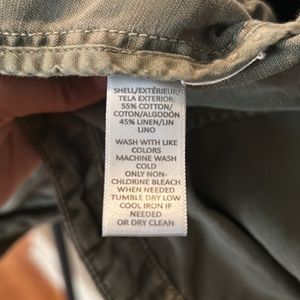 SHELL/EXTÉRIEUR/
TELA EXTERIOR:
55% COTTON/
COTON/ALGODÓN
45% LINEN/LIN
LINO
WASH WITH LIKE
COLORS
MACHINE WASH
COLD
ONLY NON-
CHLORINE BLEACH
WHEN NEEDED
TUMBLE DRY LOW
COOL IRON IF
NEEDED
OR DRY CLEAN